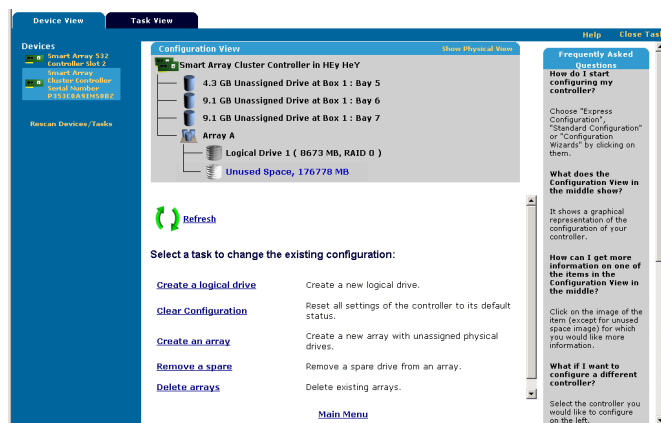 Device View
Task View
Help
Close Tas
Devices
Smart Array 532
Controller Slot 2
Smart Array
Cluster Controller
Serial Number
P353C0A9IMSDBZ
Rescan Devices/Tasks
Configuration View
Show Physical View
Smart Array Cluster Controller in HEy HeY
4.3 GB Unassigned Drive at Box 1 : Bay 5
9.1 GB Unassigned Drive at Box 1 : Bay 6
9.1 GB Unassigned Drive at Box 1 : Bay 7
Array A
Logical Drive 1 ( 8673 MB, RAID 0 )
Unused Space, 176778 MB
Refresh
Select a task to change the existing configuration:
Create a logical drive
Create a new logical drive.
Clear Configuration
Reset all settings of the controller to its default
status.
Create an array
Create a new array with unassigned physical
drives.
Remove a spare
Remove a spare drive from an array.
Delete arrays
Delete existing arrays.
Main Menu
Frequently Asked
Questions
How do I start
configuring my
controller?
Choose "Express
Configuration",
"Standard Configuration"
or "Configuration
Wizards" by clicking on
them.
What does the
Configuration View in
the middle show?
It shows a graphical
representation of the
configuration of your
controller.
How can I get more
information on one of
the items in the
Configuration View in
the middle?
Click on the image of the
item (except for unused
space image) for which
you would like more
information.
What if I want to
configure a different
controller?
Select the controller you
would like to configure
on the left.